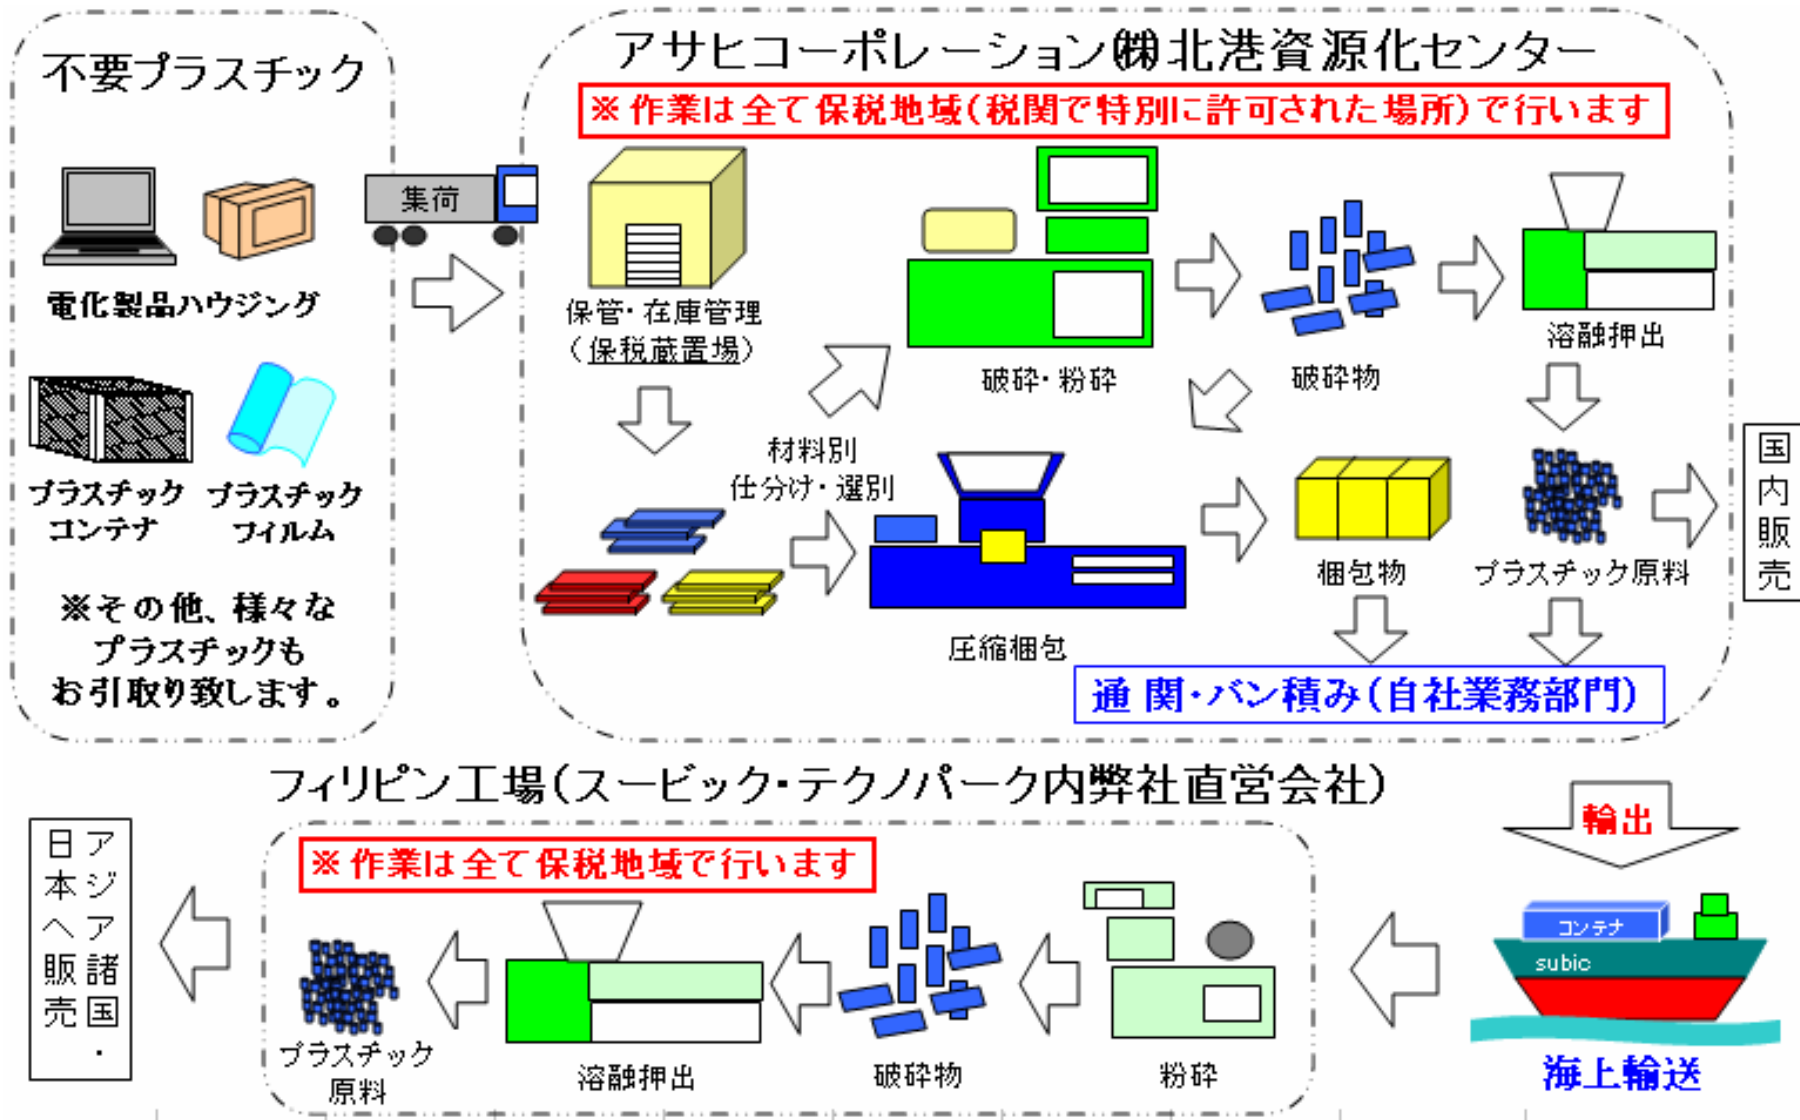 不要プラスチック
電化製品ハウジング
プラスチック
コンテナ
プラスチック
フィルム
※その他、様々な
プラスチックも
お引取り致します。
集荷
アサヒコーポレーション㈱北港資源化センター
※作業は全て保税地域(税関で特別に許可された場所)で行います
保管・在庫管理
(保税蔵置場)
材料別
仕分け・選別
破砕・粉砕
破砕物
溶融押出
圧縮梱包
梱包物
プラスチック原料
国内販売
通関・バン積み(自社業務部門)
輸出
コンテナ
subic
海上輸送
フィリピン工場(スービック・テクノパーク内弊社直営会社)
※作業は全て保税地域で行います
粉砕
破砕物
溶融押出
プラスチック
原料
アジア諸国・
日本へ販売